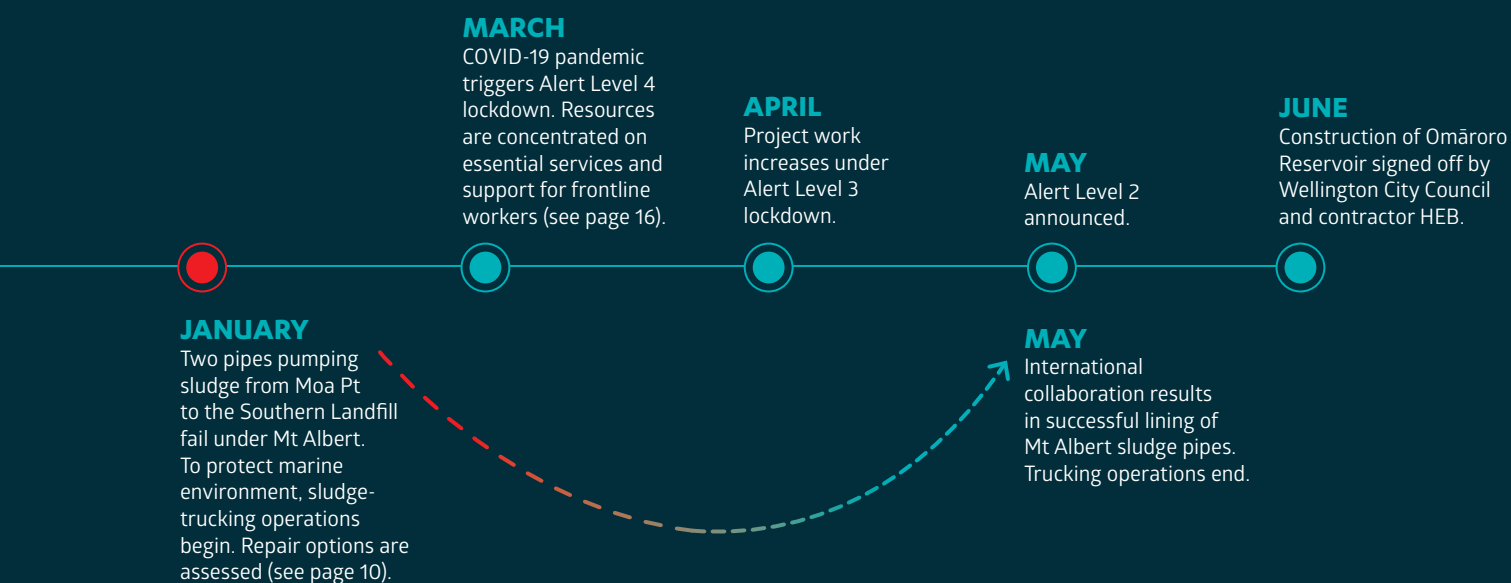 MARCH
COVID-19 pandemic
triggers Alert Level 4
lockdown. Resources
are concentrated on
essential services and
support for frontline
workers (see page 16).
APRIL
Project work
increases under
Alert Level 3
lockdown.
MAY
Alert Level 2
announced.
JUNE
Construction of Omāroro
Reservoir signed off by
Wellington City Council
and contractor HEB.
JANUARY
Two pipes pumping
sludge from Moa Pt
to the Southern Landfill
fail under Mt Albert.
To protect marine
environment, sludge-
trucking operations
begin. Repair options are
assessed (see page 10).
MAY
International
collaboration results
in successful lining of
Mt Albert sludge pipes.
Trucking operations end.